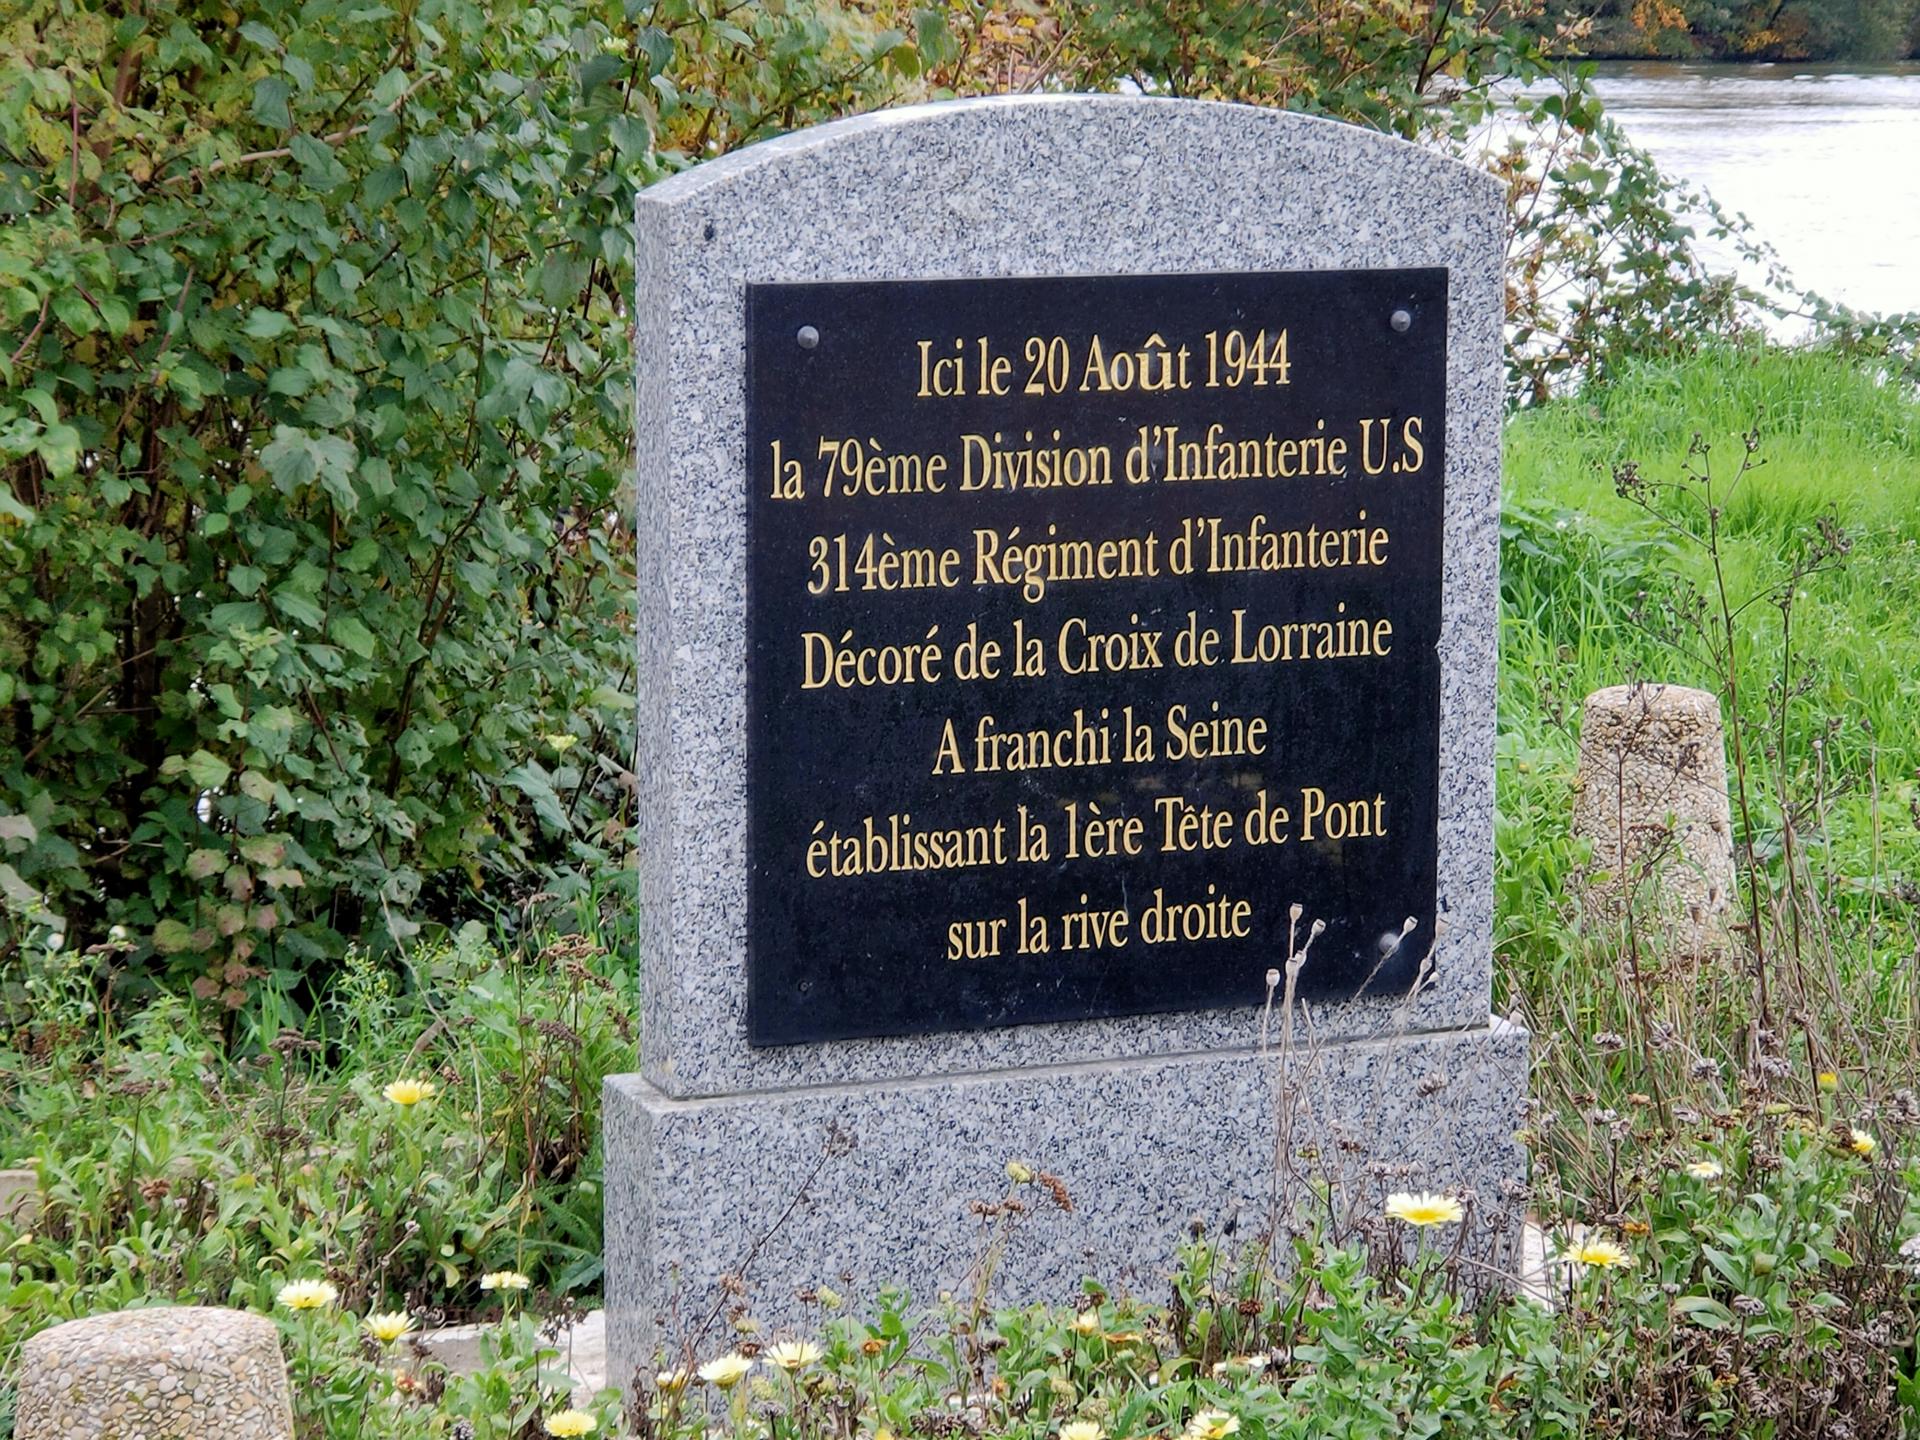 Ici le 20 Août 1944
la 79ème Division d'Infanterie U.S
314ème Régiment d'Infanterie
Décoré de la Croix de Lorraine
A franchi la Seine
établissant la 1ère Tête de Pont
sur la rive droite